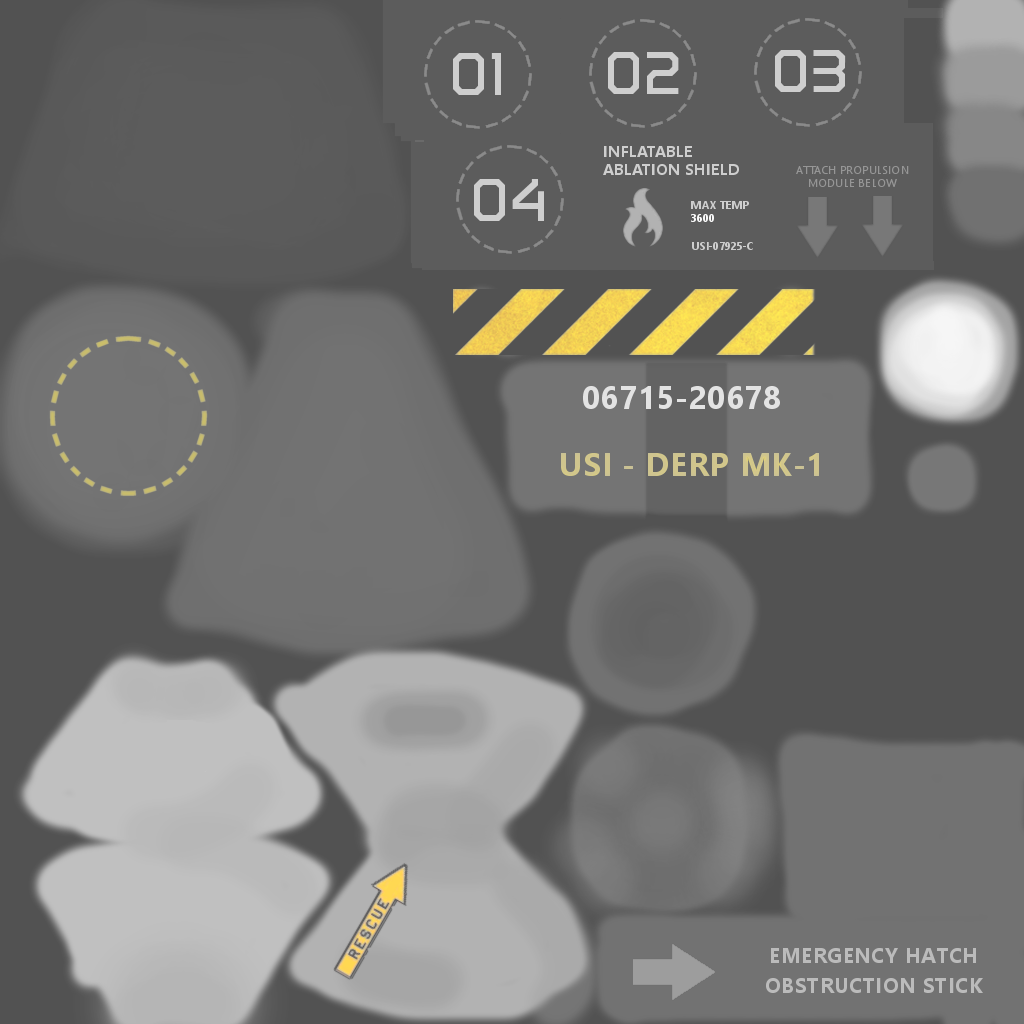 01
02
03
04
INFLATABLE
ABLATION SHIELD
MAX TEMP
3600
USI-07925-C
ATTACH PROPULSION
MODULE BELOW
06715-20678
USI - DERP MK-1
RESCUE
EMERGENCY HATCH
OBSTRUCTION STICK